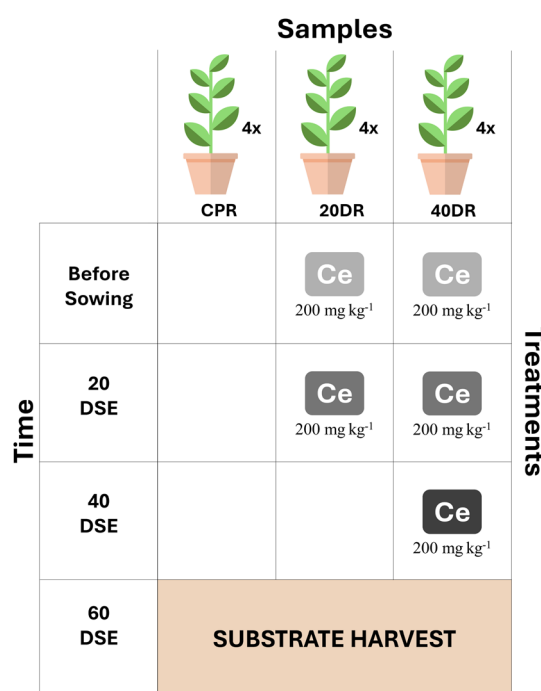 Samples
4x
4x
4x
CPR
20DR
40DR
Time
Treatments
Before
Sowing
Ce
200 mg kg-1
Ce
200 mg kg-1
20
DSE
Ce
200 mg kg-1
Ce
200 mg kg-1
40
DSE
Ce
200 mg kg-1
60
DSE
SUBSTRATE HARVEST